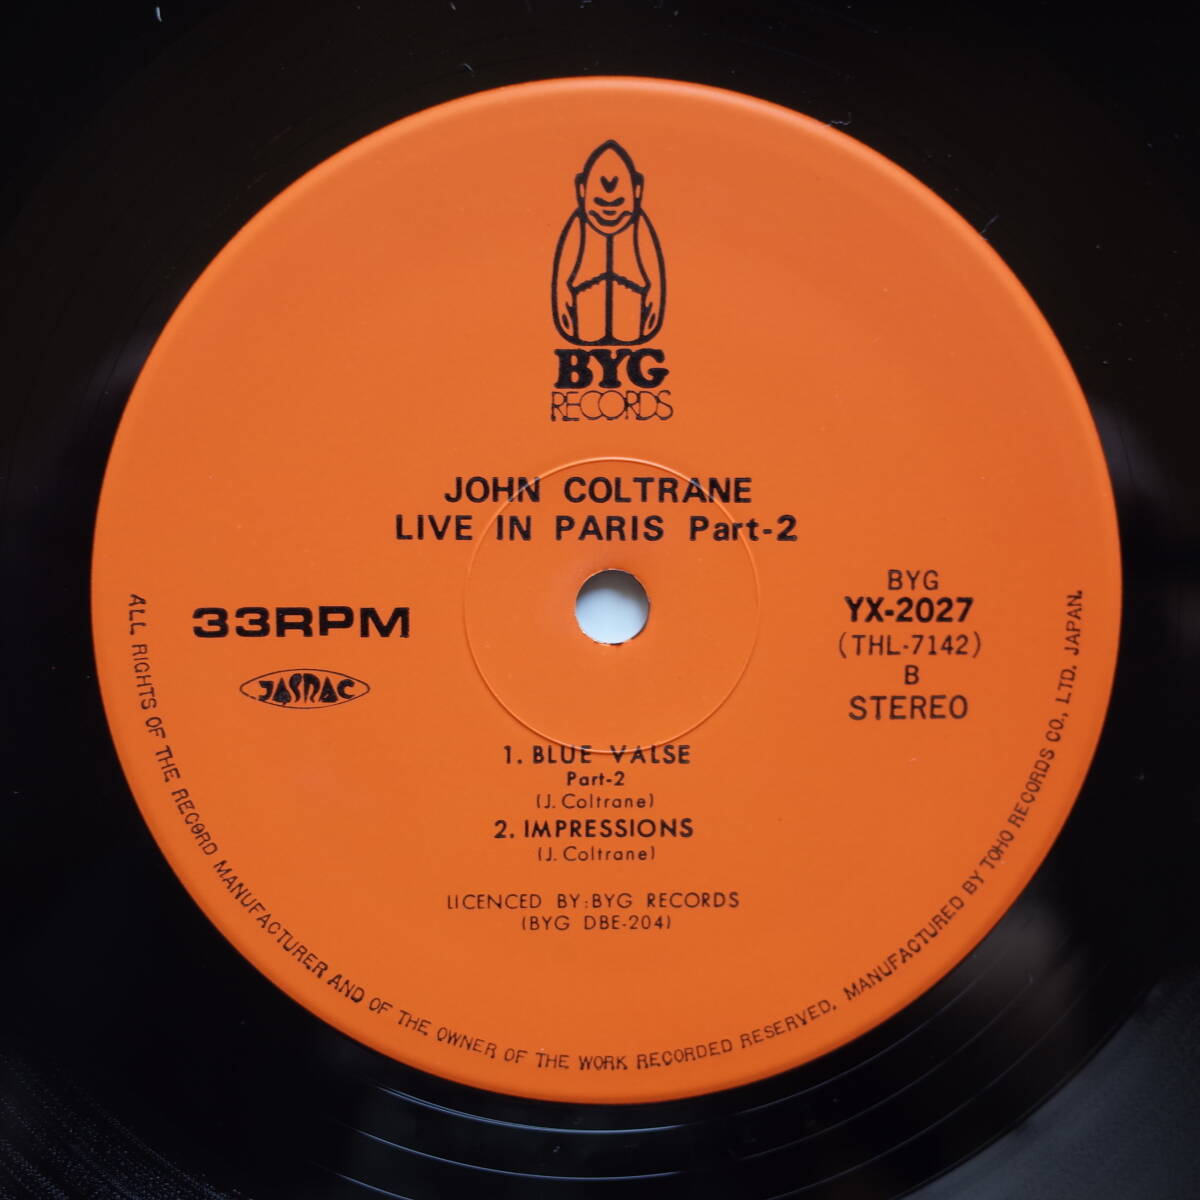 BYG
RECORDS
JOHN COLTRANE
LIVE IN PARIS Part-2
33RPM
JASRAC
BYG
YX-2027
(THL-7142)
B
STEREO
1. BLUE VALSE
Part-2
(J. Coltrane)
2. IMPRESSIONS
(J. Coltrane)
LICENCED BY:BYG RECORDS
(BYG DBE-204)
ALL RIGHTS OF THE RECORD MANUFACTURER AND OF THE OWNER OF THE WORK RECORDED RESERVED. MANUFACTURED BY TOHO RECORDS CO., LTD. JAPAN.